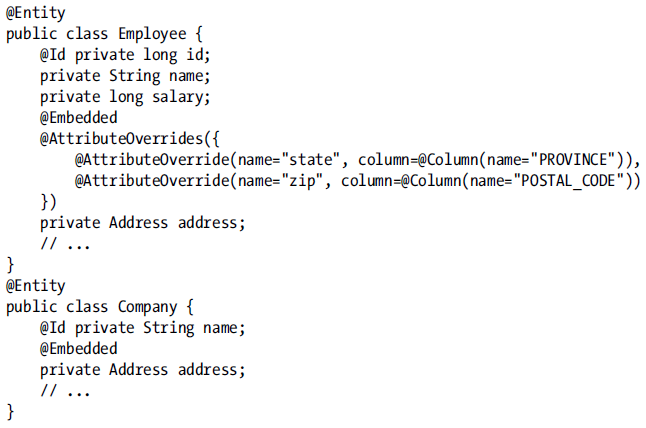 @Entity
public class Employee {
    @Id private long id;
    private String name;
    private long salary;
    @Embedded
    @AttributeOverrides({
        @AttributeOverride(name="state", column=@Column(name="PROVINCE")),
        @AttributeOverride(name="zip", column=@Column(name="POSTAL_CODE"))
    })
    private Address address;
    // ...
}
@Entity
public class Company {
    @Id private String name;
    @Embedded
    private Address address;
    // ...
}